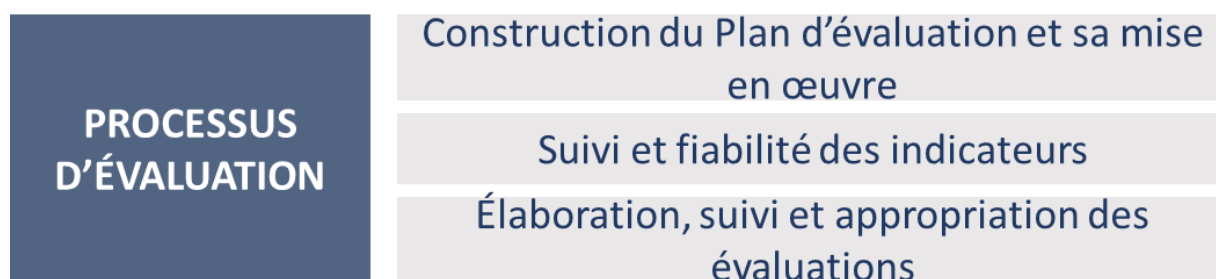 PROCESSUS
D’ÉVALUATION
Construction du Plan d’évaluation et sa mise
en œuvre
Suivi et fiabilité des indicateurs
Élaboration, suivi et appropriation des
évaluations